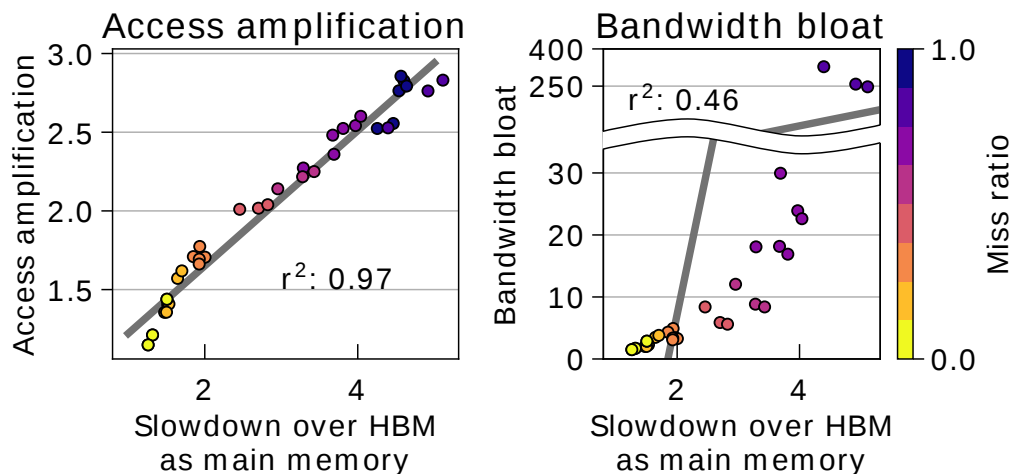 Access amplification
Access amplification
3.0
2.5
2.0
1.5
r²: 0.97
2
4
Slowdown over HBM
as main memory
Bandwidth bloat
Bandwidth bloat
400
250
30
20
10
0
r²: 0.46
2
4
Slowdown over HBM
as main memory
1.0
0.0
Miss ratio